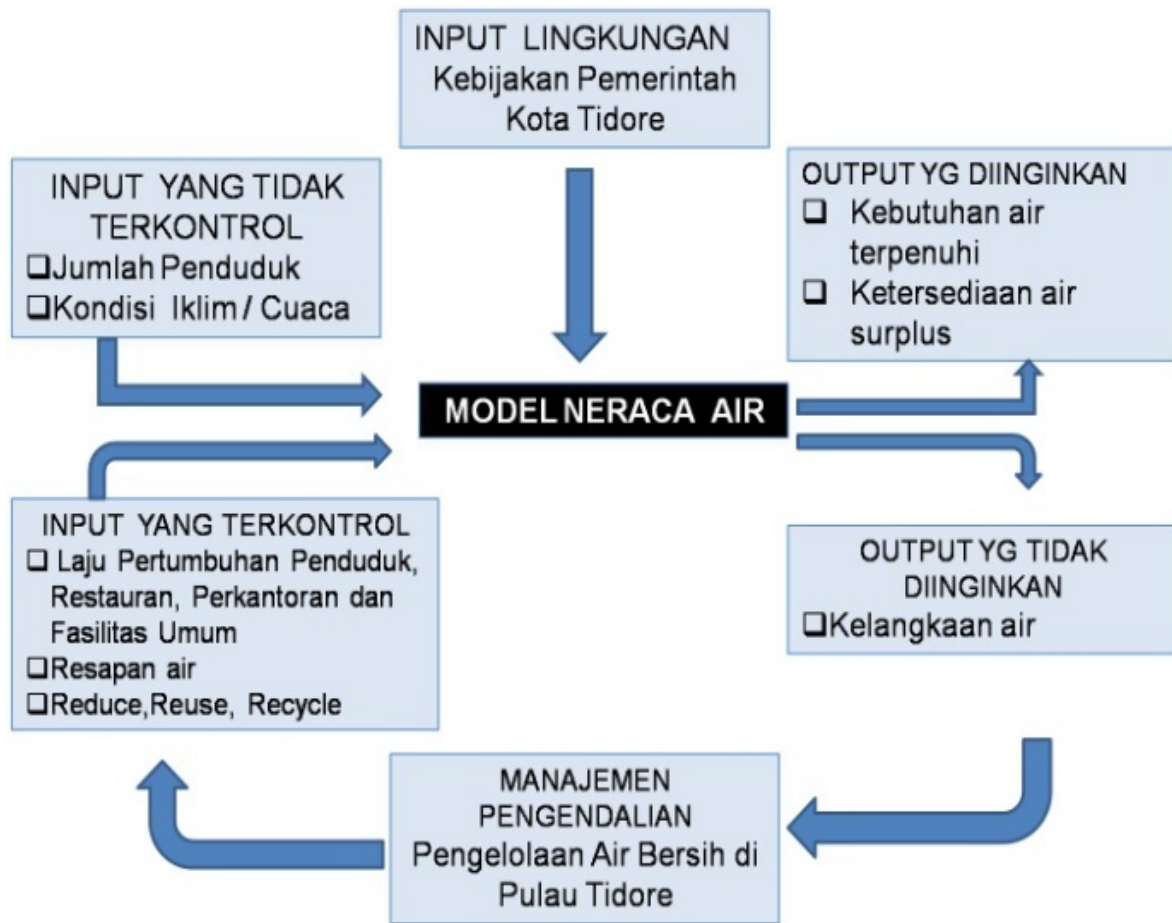 INPUT LINGKUNGAN
Kebijakan Pemerintah
Kota Tidore
INPUT YANG TIDAK
TERKONTROL
❑Jumlah Penduduk
❑Kondisi Iklim / Cuaca
OUTPUT YG DIINGINKAN
❑ Kebutuhan air
terpenuhi
❑ Ketersediaan air
surplus
MODEL NERACA AIR
INPUT YANG TERKONTROL
❑ Laju Pertumbuhan Penduduk,
Restauran, Perkantoran dan
Fasilitas Umum
❑Resapan air
❑Reduce,Reuse, Recycle
OUTPUT YG TIDAK
DIINGINKAN
❑Kelangkaan air
MANAJEMEN
PENGENDALIAN
Pengelolaan Air Bersih di
Pulau Tidore